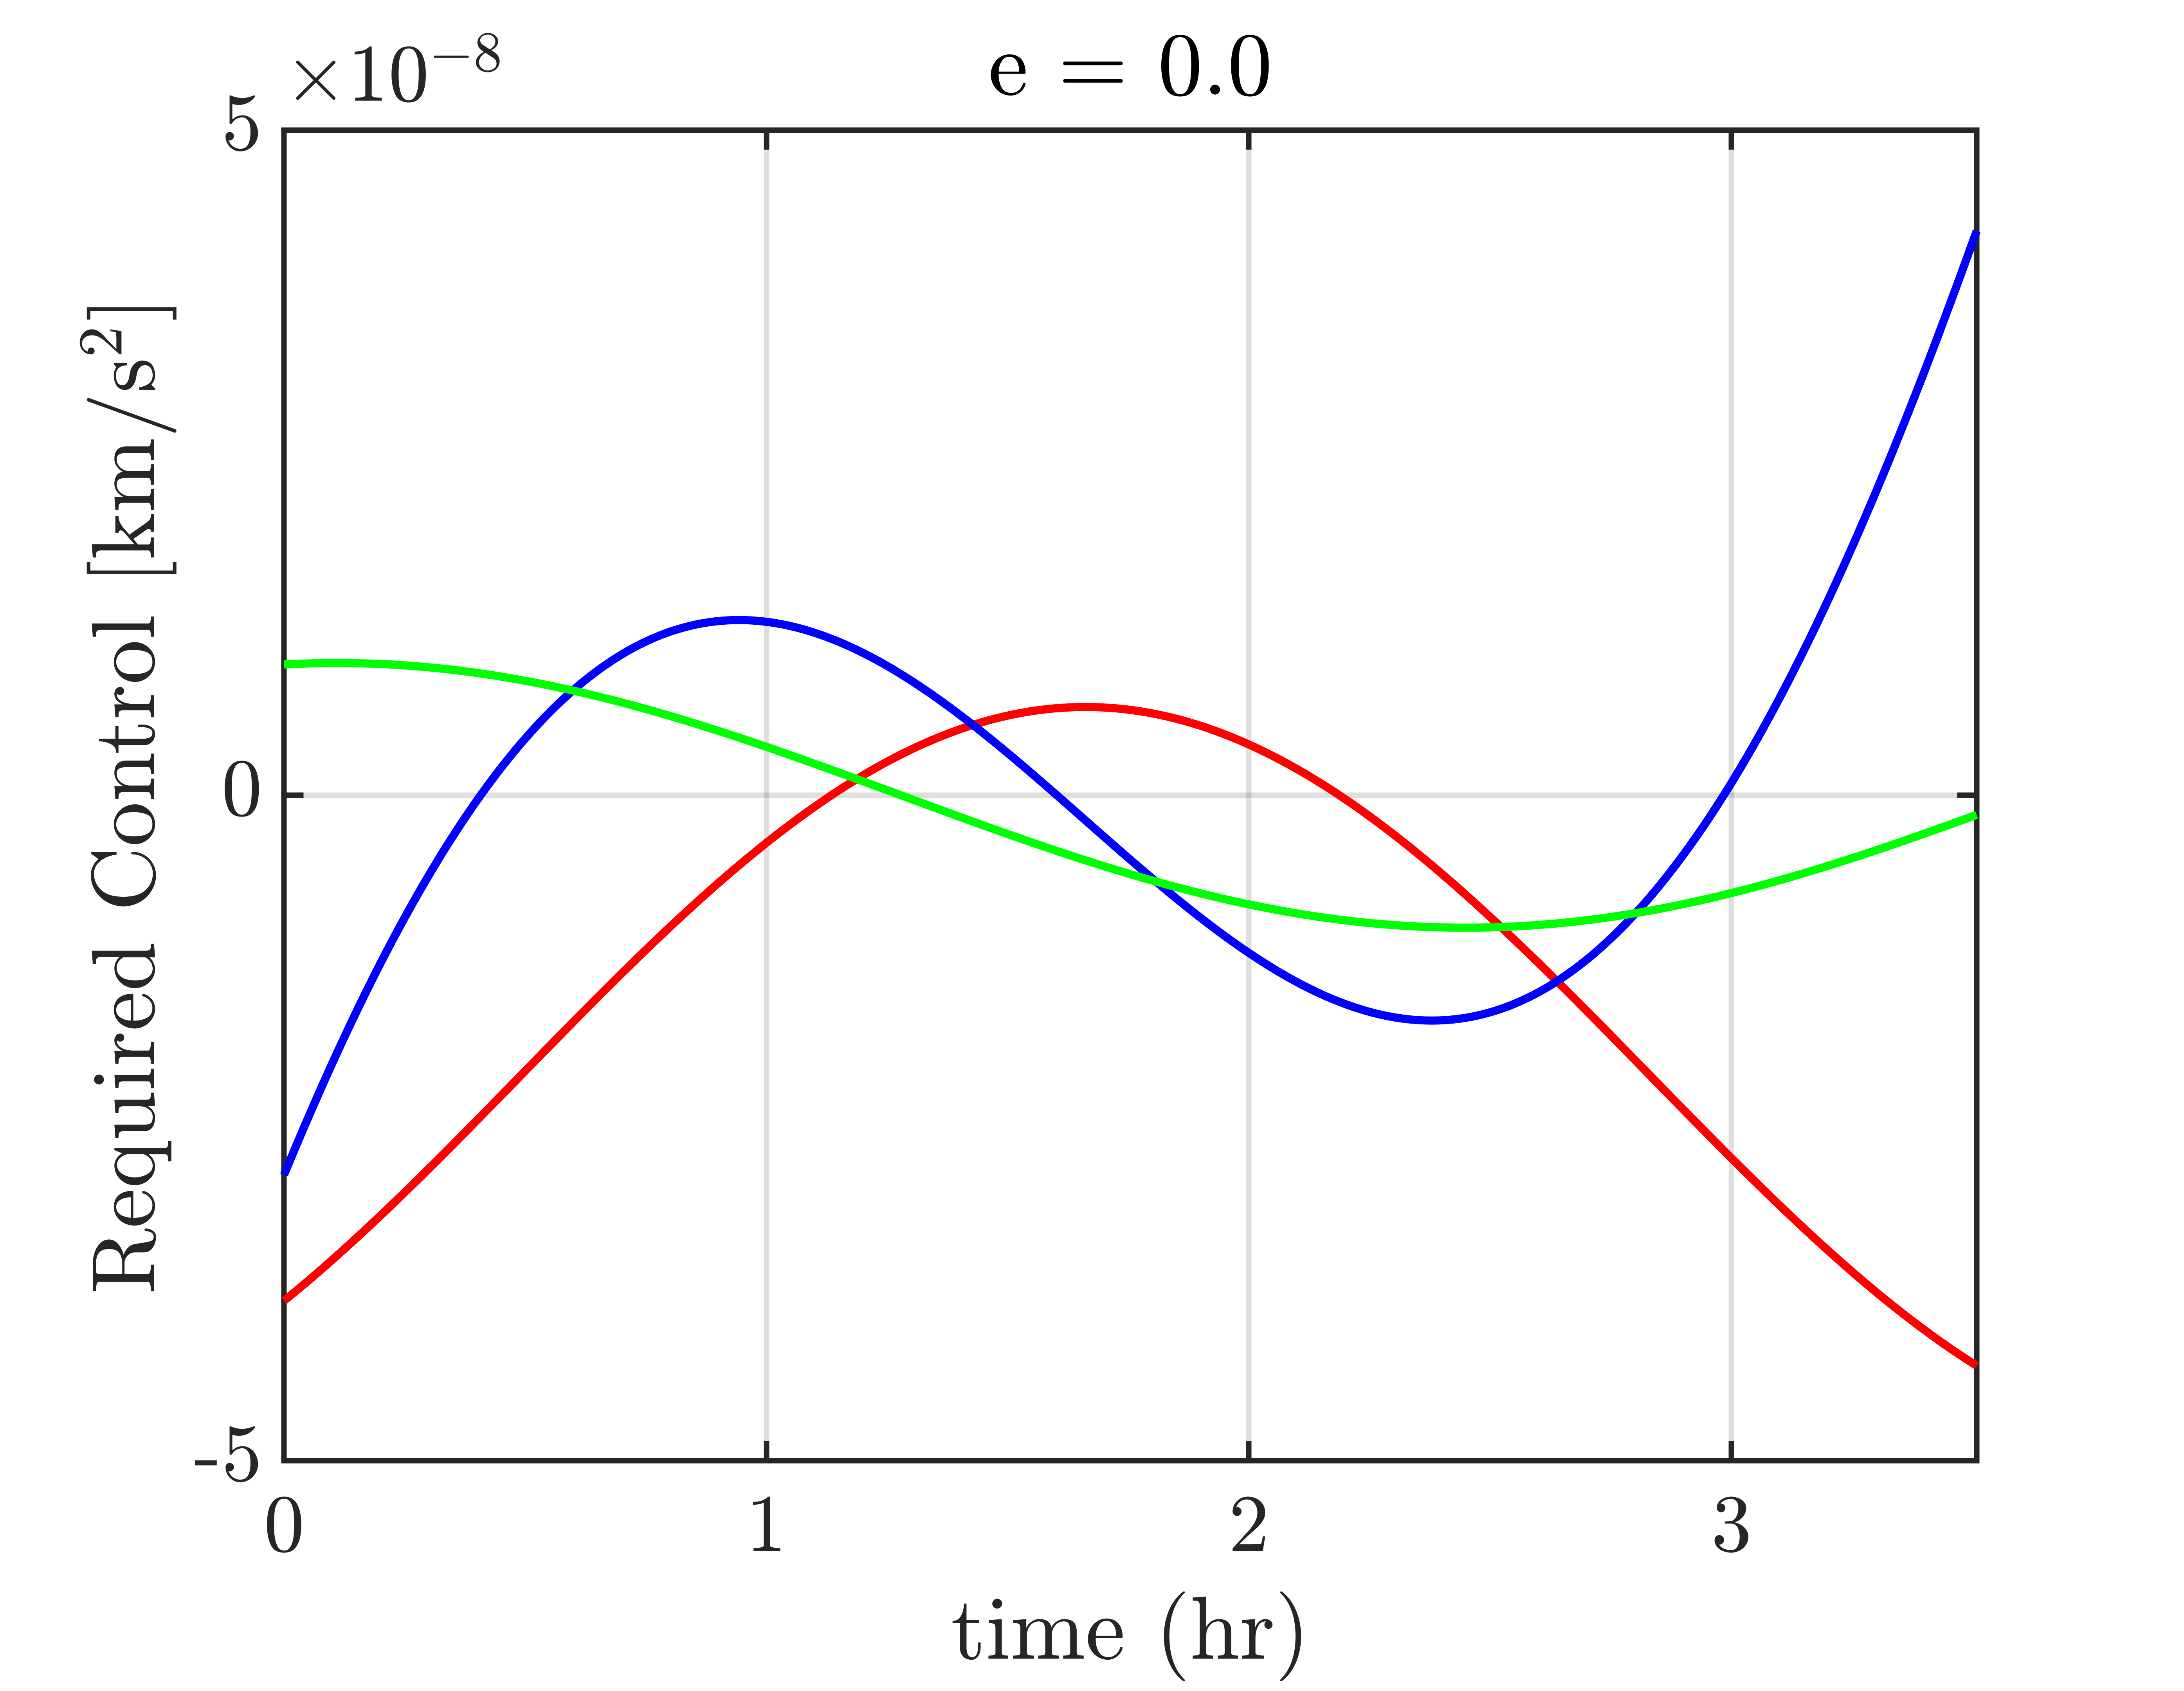 ×10⁻⁸
e = 0.0
5
0
-5
Required Control [km/s²]
0 1 2 3
time (hr)